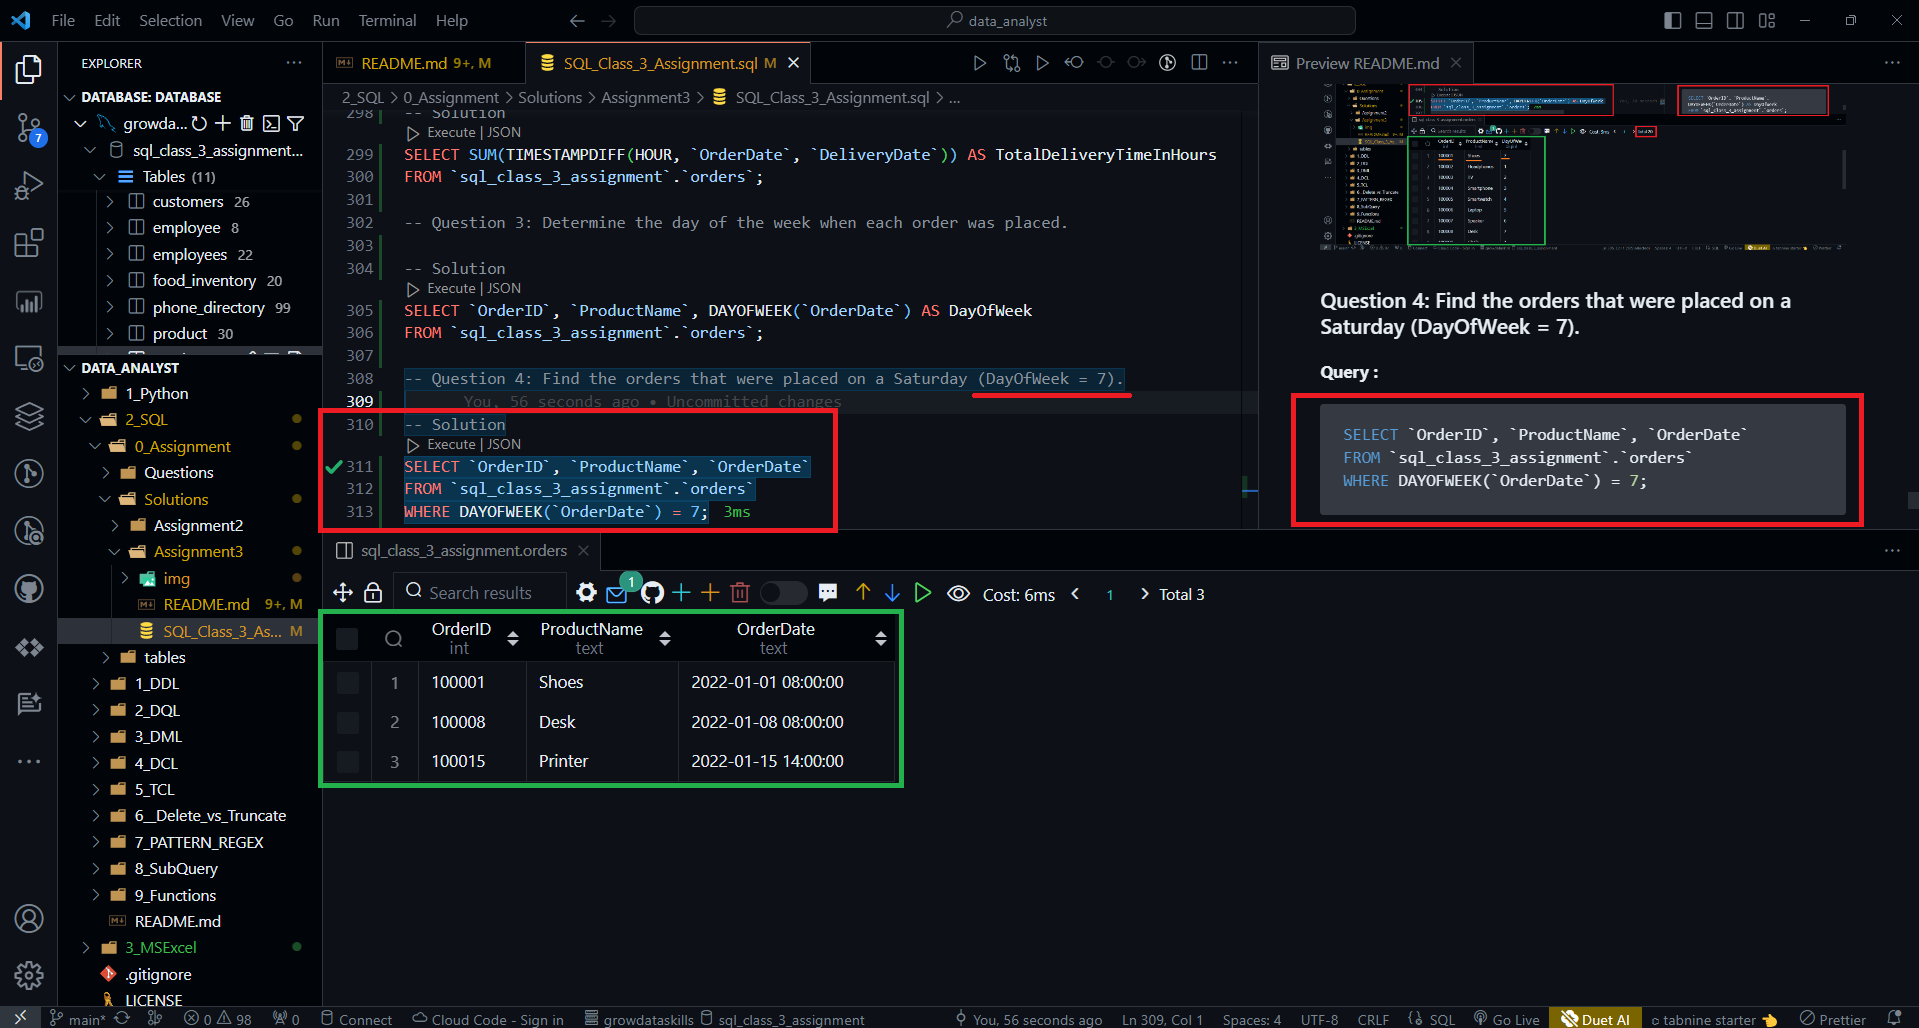 File Edit Selection View Go Run Terminal Help
data_analyst
EXPLORER
DATABASE: DATABASE
growda...
sql_class_3_assignment...
Tables (11)
customers 26
employee 8
employees 22
food_inventory 20
phone_directory 99
product 30
DATA_ANALYST
1_Python
2_SQL
0_Assignment
Questions
Solutions
Assignment2
Assignment3
img
README.md 9+, M
SQL_Class_3_As... M
tables
1_DDL
2_DQL
3_DML
4_DCL
5_TCL
6__Delete_vs_Truncate
7_PATTERN_REGEX
8_SubQuery
9_Functions
README.md
3_MSExcel
.gitignore
LICENSE
7
README.md 9+, M
SQL_Class_3_Assignment.sql M
2_SQL > 0_Assignment > Solutions > Assignment3 > SQL_Class_3_Assignment.sql > ...
298 -- Solution
Execute | JSON
299 SELECT SUM(TIMESTAMPDIFF(HOUR, `OrderDate`, `DeliveryDate`)) AS TotalDeliveryTimeInHours
300 FROM `sql_class_3_assignment`.`orders`;
301
302 -- Question 3: Determine the day of the week when each order was placed.
303
304 -- Solution
Execute | JSON
305 SELECT `OrderID`, `ProductName`, DAYOFWEEK(`OrderDate`) AS DayOfWeek
306 FROM `sql_class_3_assignment`.`orders`;
307
308 -- Question 4: Find the orders that were placed on a Saturday (DayOfWeek = 7).
309 You, 56 seconds ago • Uncommitted changes
310 -- Solution
Execute | JSON
311 SELECT `OrderID`, `ProductName`, `OrderDate`
312 FROM `sql_class_3_assignment`.`orders`
313 WHERE DAYOFWEEK(`OrderDate`) = 7; 3ms
Preview README.md
Question 4: Find the orders that were placed on a
Saturday (DayOfWeek = 7).
Query :
SELECT `OrderID`, `ProductName`, `OrderDate`
FROM `sql_class_3_assignment`.`orders`
WHERE DAYOFWEEK(`OrderDate`) = 7;
sql_class_3_assignment.orders
Search results
1
Cost: 6ms < 1 > Total 3
OrderID ProductName OrderDate
int text text
1 100001 Shoes 2022-01-01 08:00:00
2 100008 Desk 2022-01-08 08:00:00
3 100015 Printer 2022-01-15 14:00:00
main* 0 98 0 Connect Cloud Code - Sign in growdataskills sql_class_3_assignment You, 56 seconds ago Ln 309, Col 1 Spaces: 4 UTF-8 CRLF SQL Go Live Duet AI tabnine starter Prettier